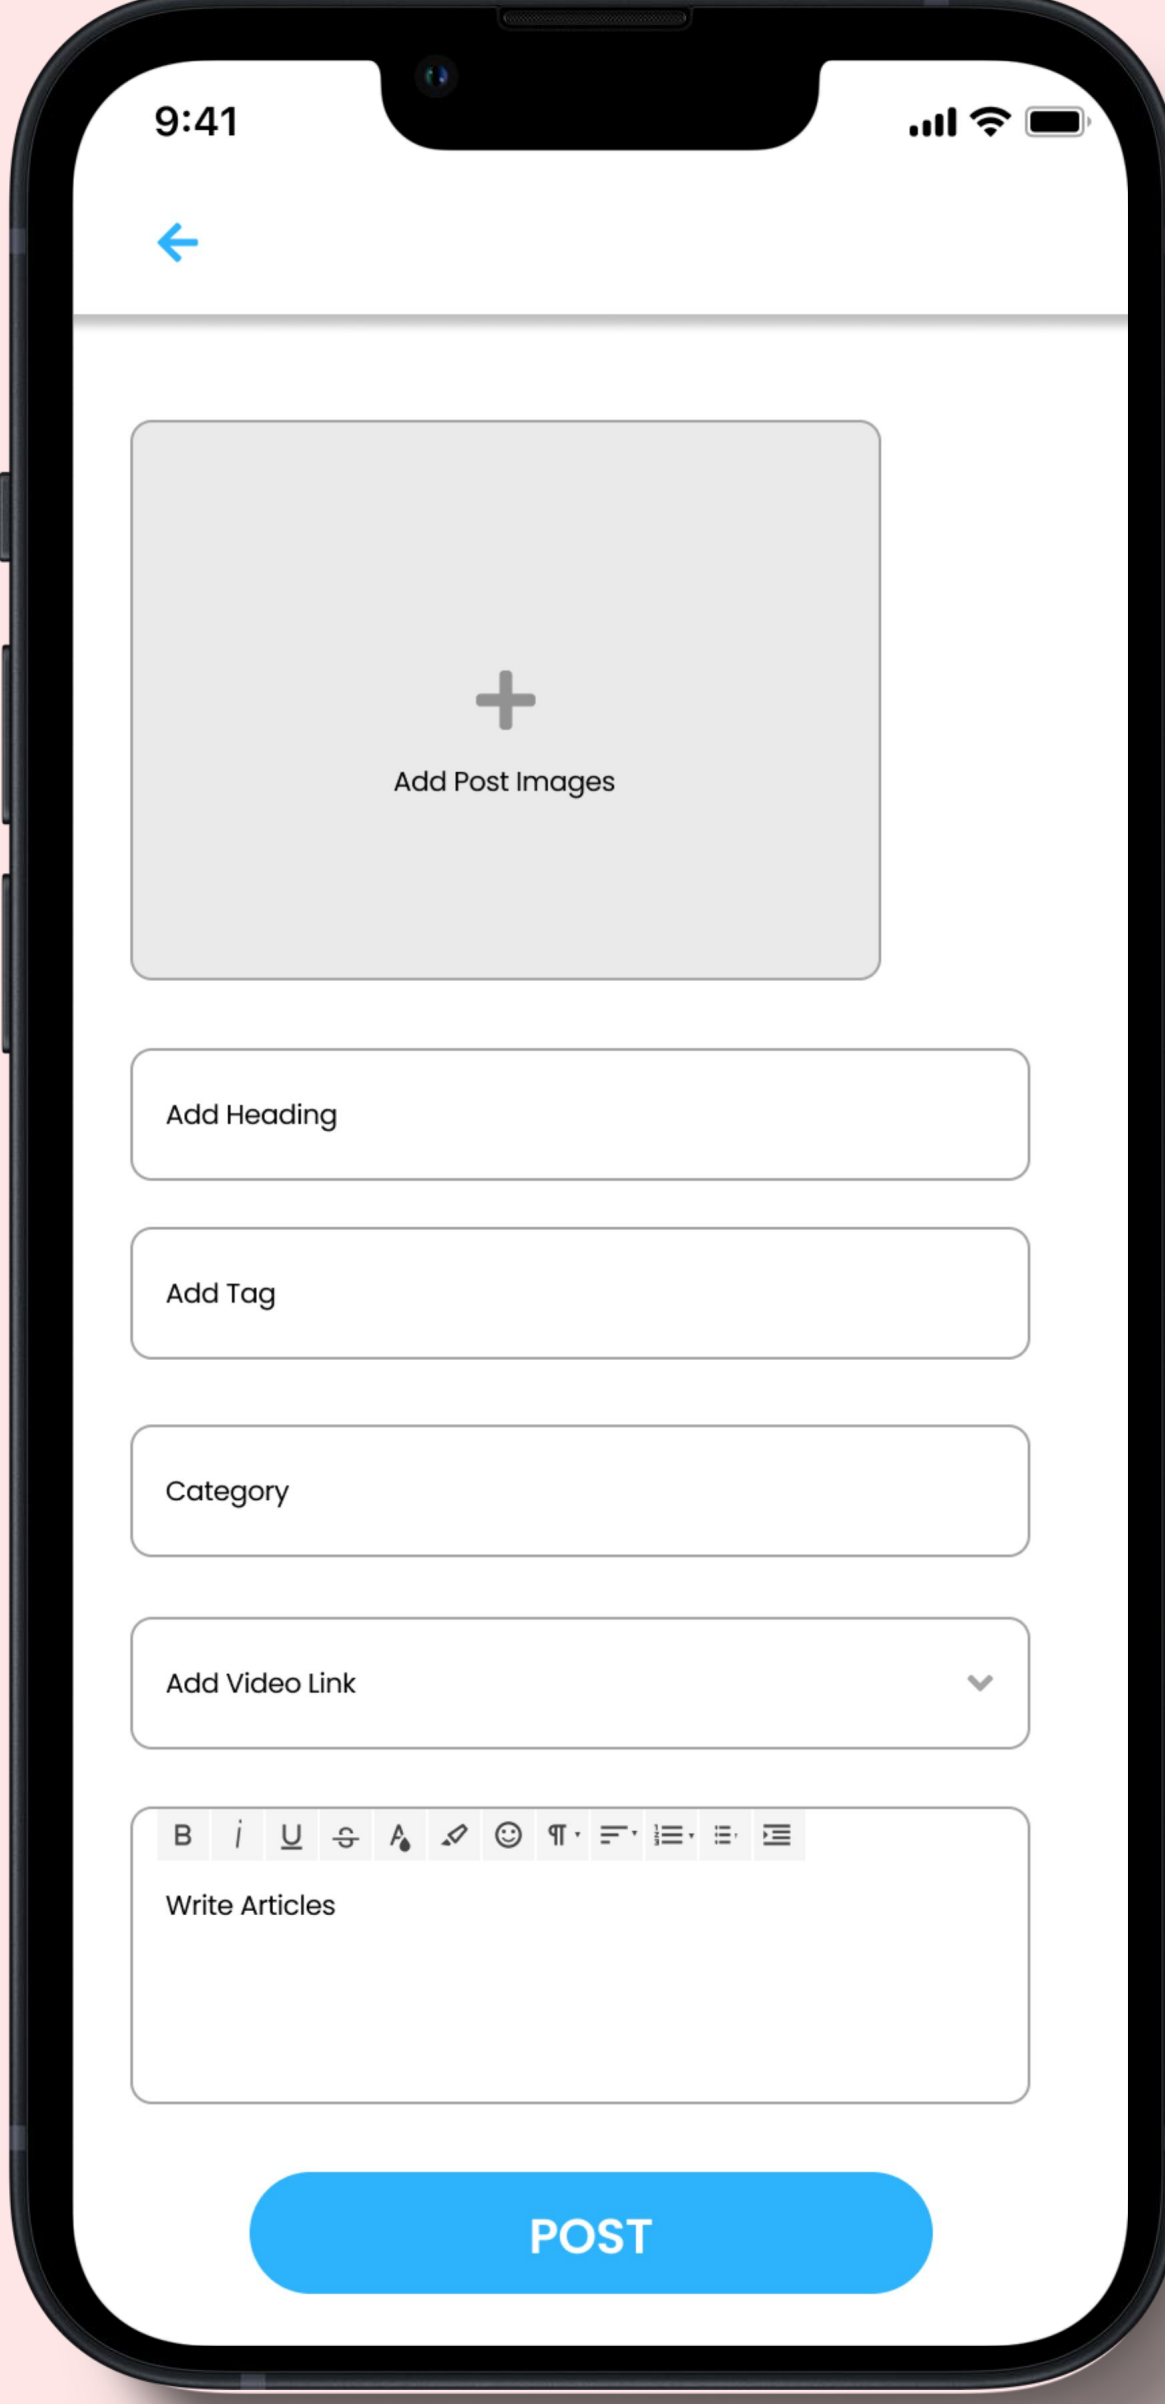 9:41
Add Post Images
Add Heading
Add Tag
Category
Add Video Link
B i U S A
Write Articles
POST